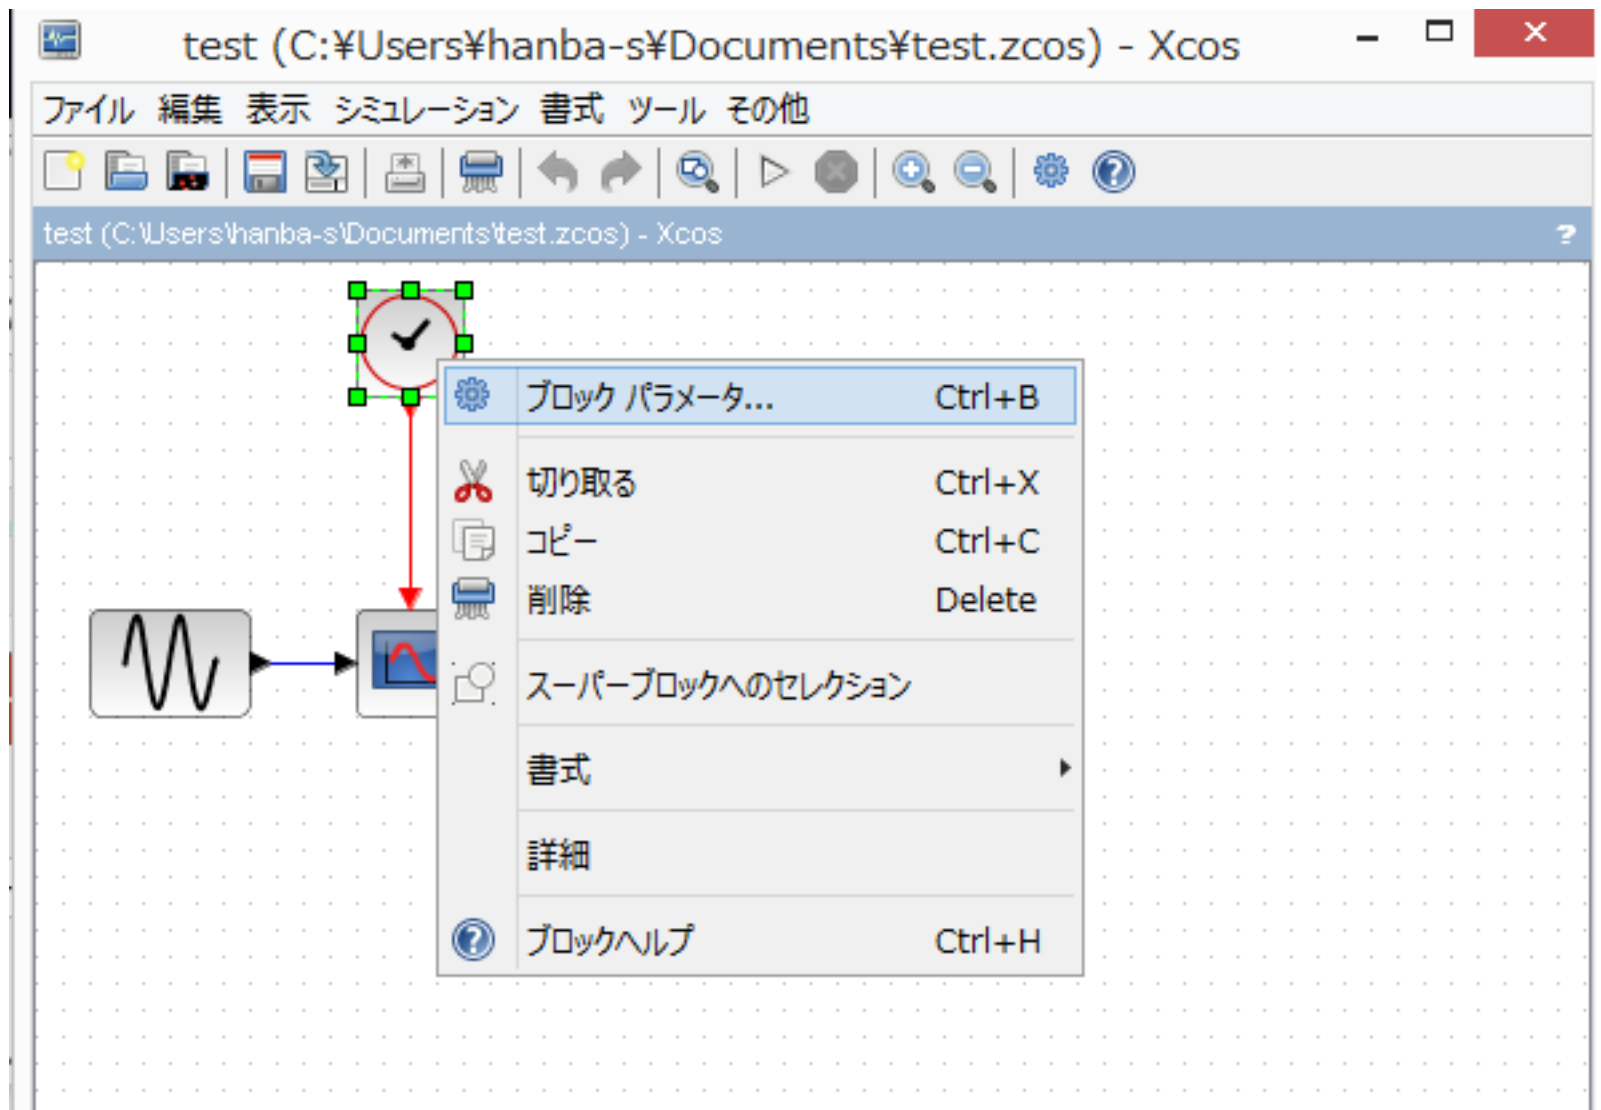 test (C:¥Users¥hanba-s¥Documents¥test.zcos) - Xcos
ファイル 編集 表示 シミュレーション 書式 ツール その他
test (C:\Users\hanba-s\Documents\test.zcos) - Xcos ?
ブロック パラメータ... Ctrl+B
切り取る Ctrl+X
コピー Ctrl+C
削除 Delete
スーパーブロックへのセレクション
書式
詳細
ブロックヘルプ Ctrl+H